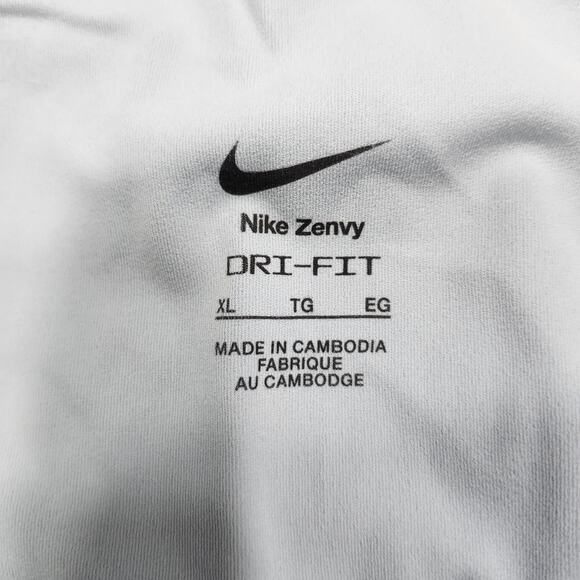 Nike Zenvy
DRI-FIT
XL TG EG
MADE IN CAMBODIA
FABRIQUE
AU CAMBODGE